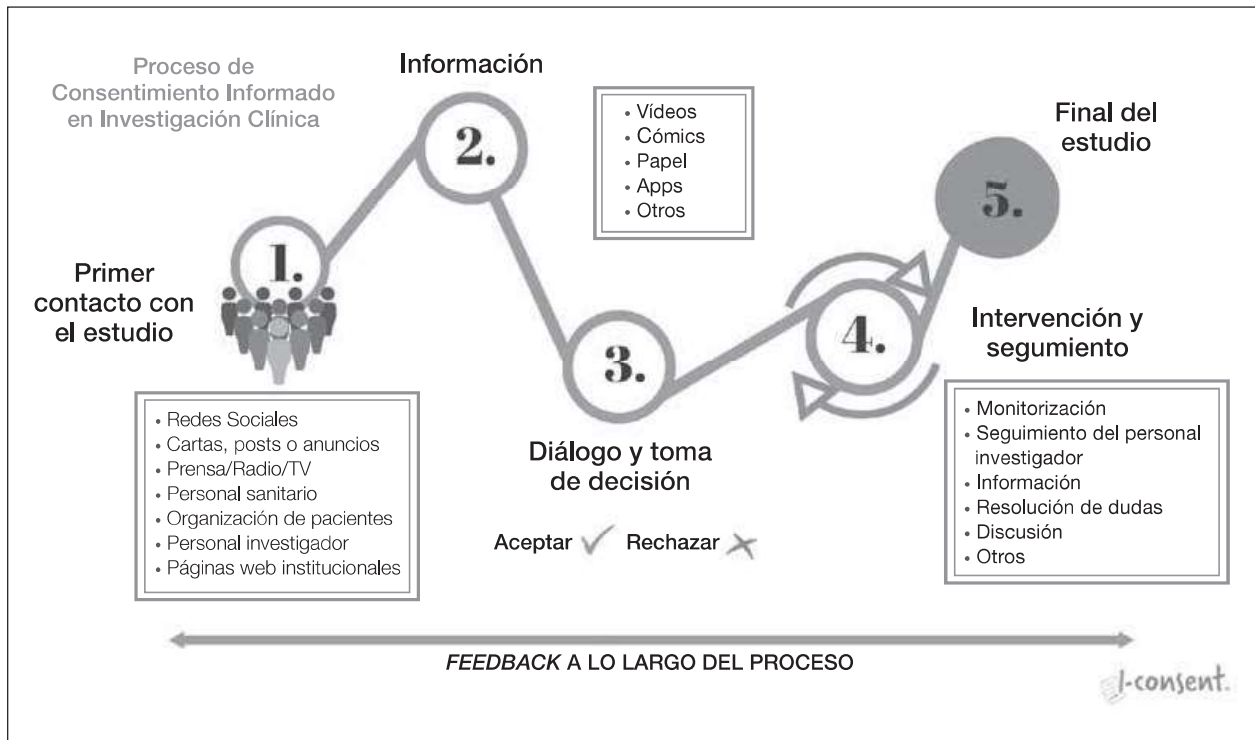 Proceso de
Consentimiento Informado
en Investigación Clínica
Información
2.
• Vídeos
• Cómics
• Papel
• Apps
• Otros
Final del
estudio
5.
1.
Primer
contacto con
el estudio
• Redes Sociales
• Cartas, posts o anuncios
• Prensa/Radio/TV
• Personal sanitario
• Organización de pacientes
• Personal investigador
• Páginas web institucionales
3.
Diálogo y toma
de decisión
Aceptar Rechazar
4.
Intervención y
segumiento
• Monitorización
• Seguimiento del personal
investigador
• Información
• Resolución de dudas
• Discusión
• Otros
FEEDBACK A LO LARGO DEL PROCESO
i-consent.